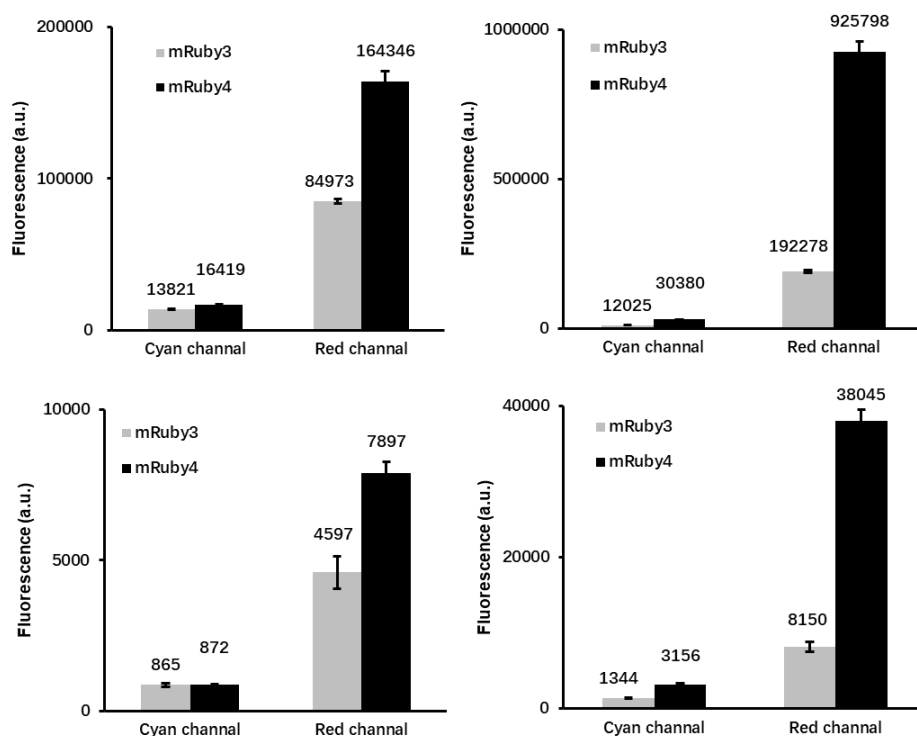 Fluorescence (a.u.)
200000
100000
0
mRuby3
mRuby4
13821
16419
84973
164346
Cyan channal
Red channal
Fluorescence (a.u.)
1000000
500000
0
mRuby3
mRuby4
12025
30380
192278
925798
Cyan channal
Red channal
Fluorescence (a.u.)
10000
5000
0
mRuby3
mRuby4
865
872
4597
7897
Cyan channal
Red channal
Fluorescence (a.u.)
40000
20000
0
mRuby3
mRuby4
1344
3156
8150
38045
Cyan channal
Red channal